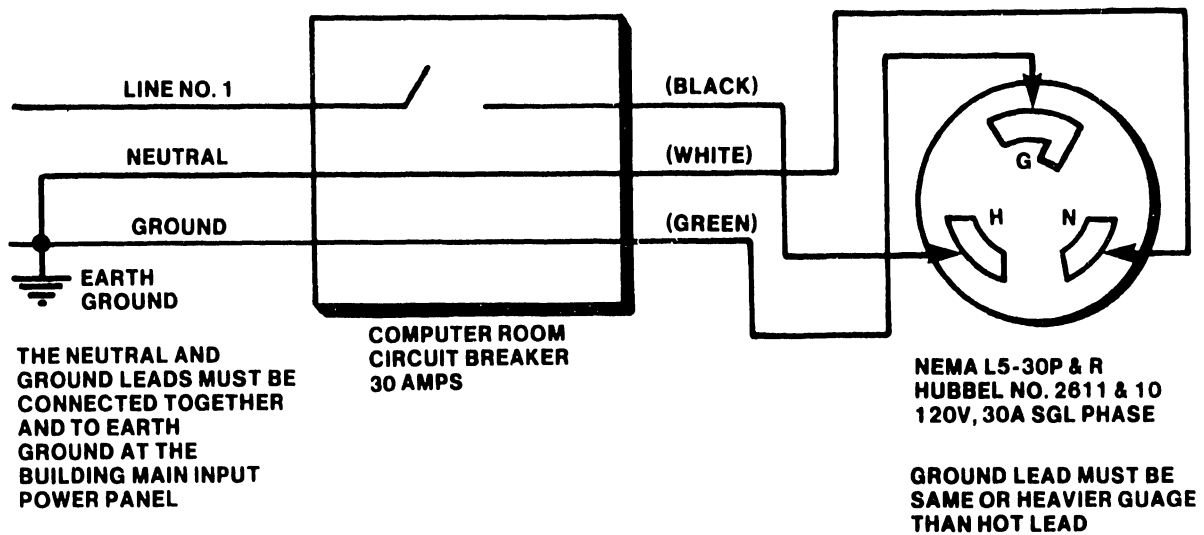 LINE NO. 1
(BLACK)
NEUTRAL
(WHITE)
G
GROUND
(GREEN)
H
N
EARTH
GROUND
COMPUTER ROOM
CIRCUIT BREAKER
30 AMPS
THE NEUTRAL AND
GROUND LEADS MUST BE
CONNECTED TOGETHER
AND TO EARTH
GROUND AT THE
BUILDING MAIN INPUT
POWER PANEL
NEMA L5-30P & R
HUBBEL NO. 2611 & 10
120V, 30A SGL PHASE
GROUND LEAD MUST BE
SAME OR HEAVIER GUAGE
THAN HOT LEAD